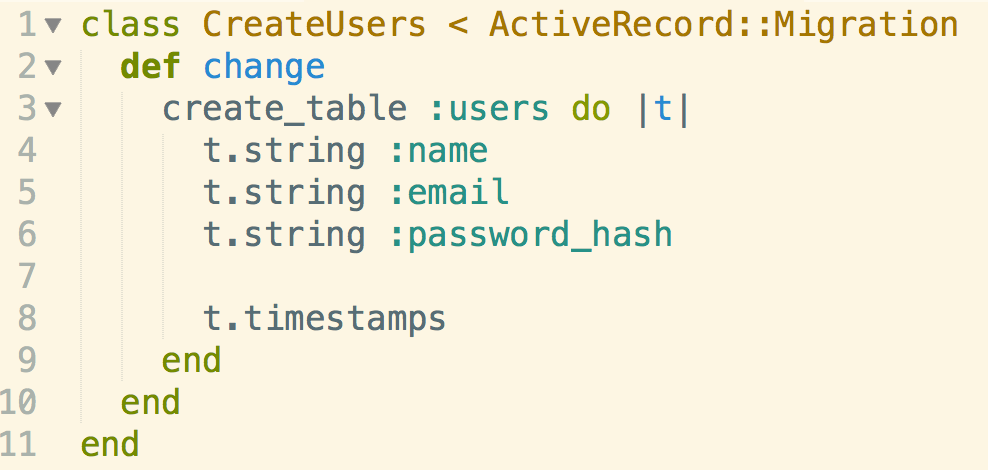 1 class CreateUsers < ActiveRecord::Migration
2   def change
3     create_table :users do |t|
4       t.string :name
5       t.string :email
6       t.string :password_hash
7
8       t.timestamps
9     end
10   end
11 end